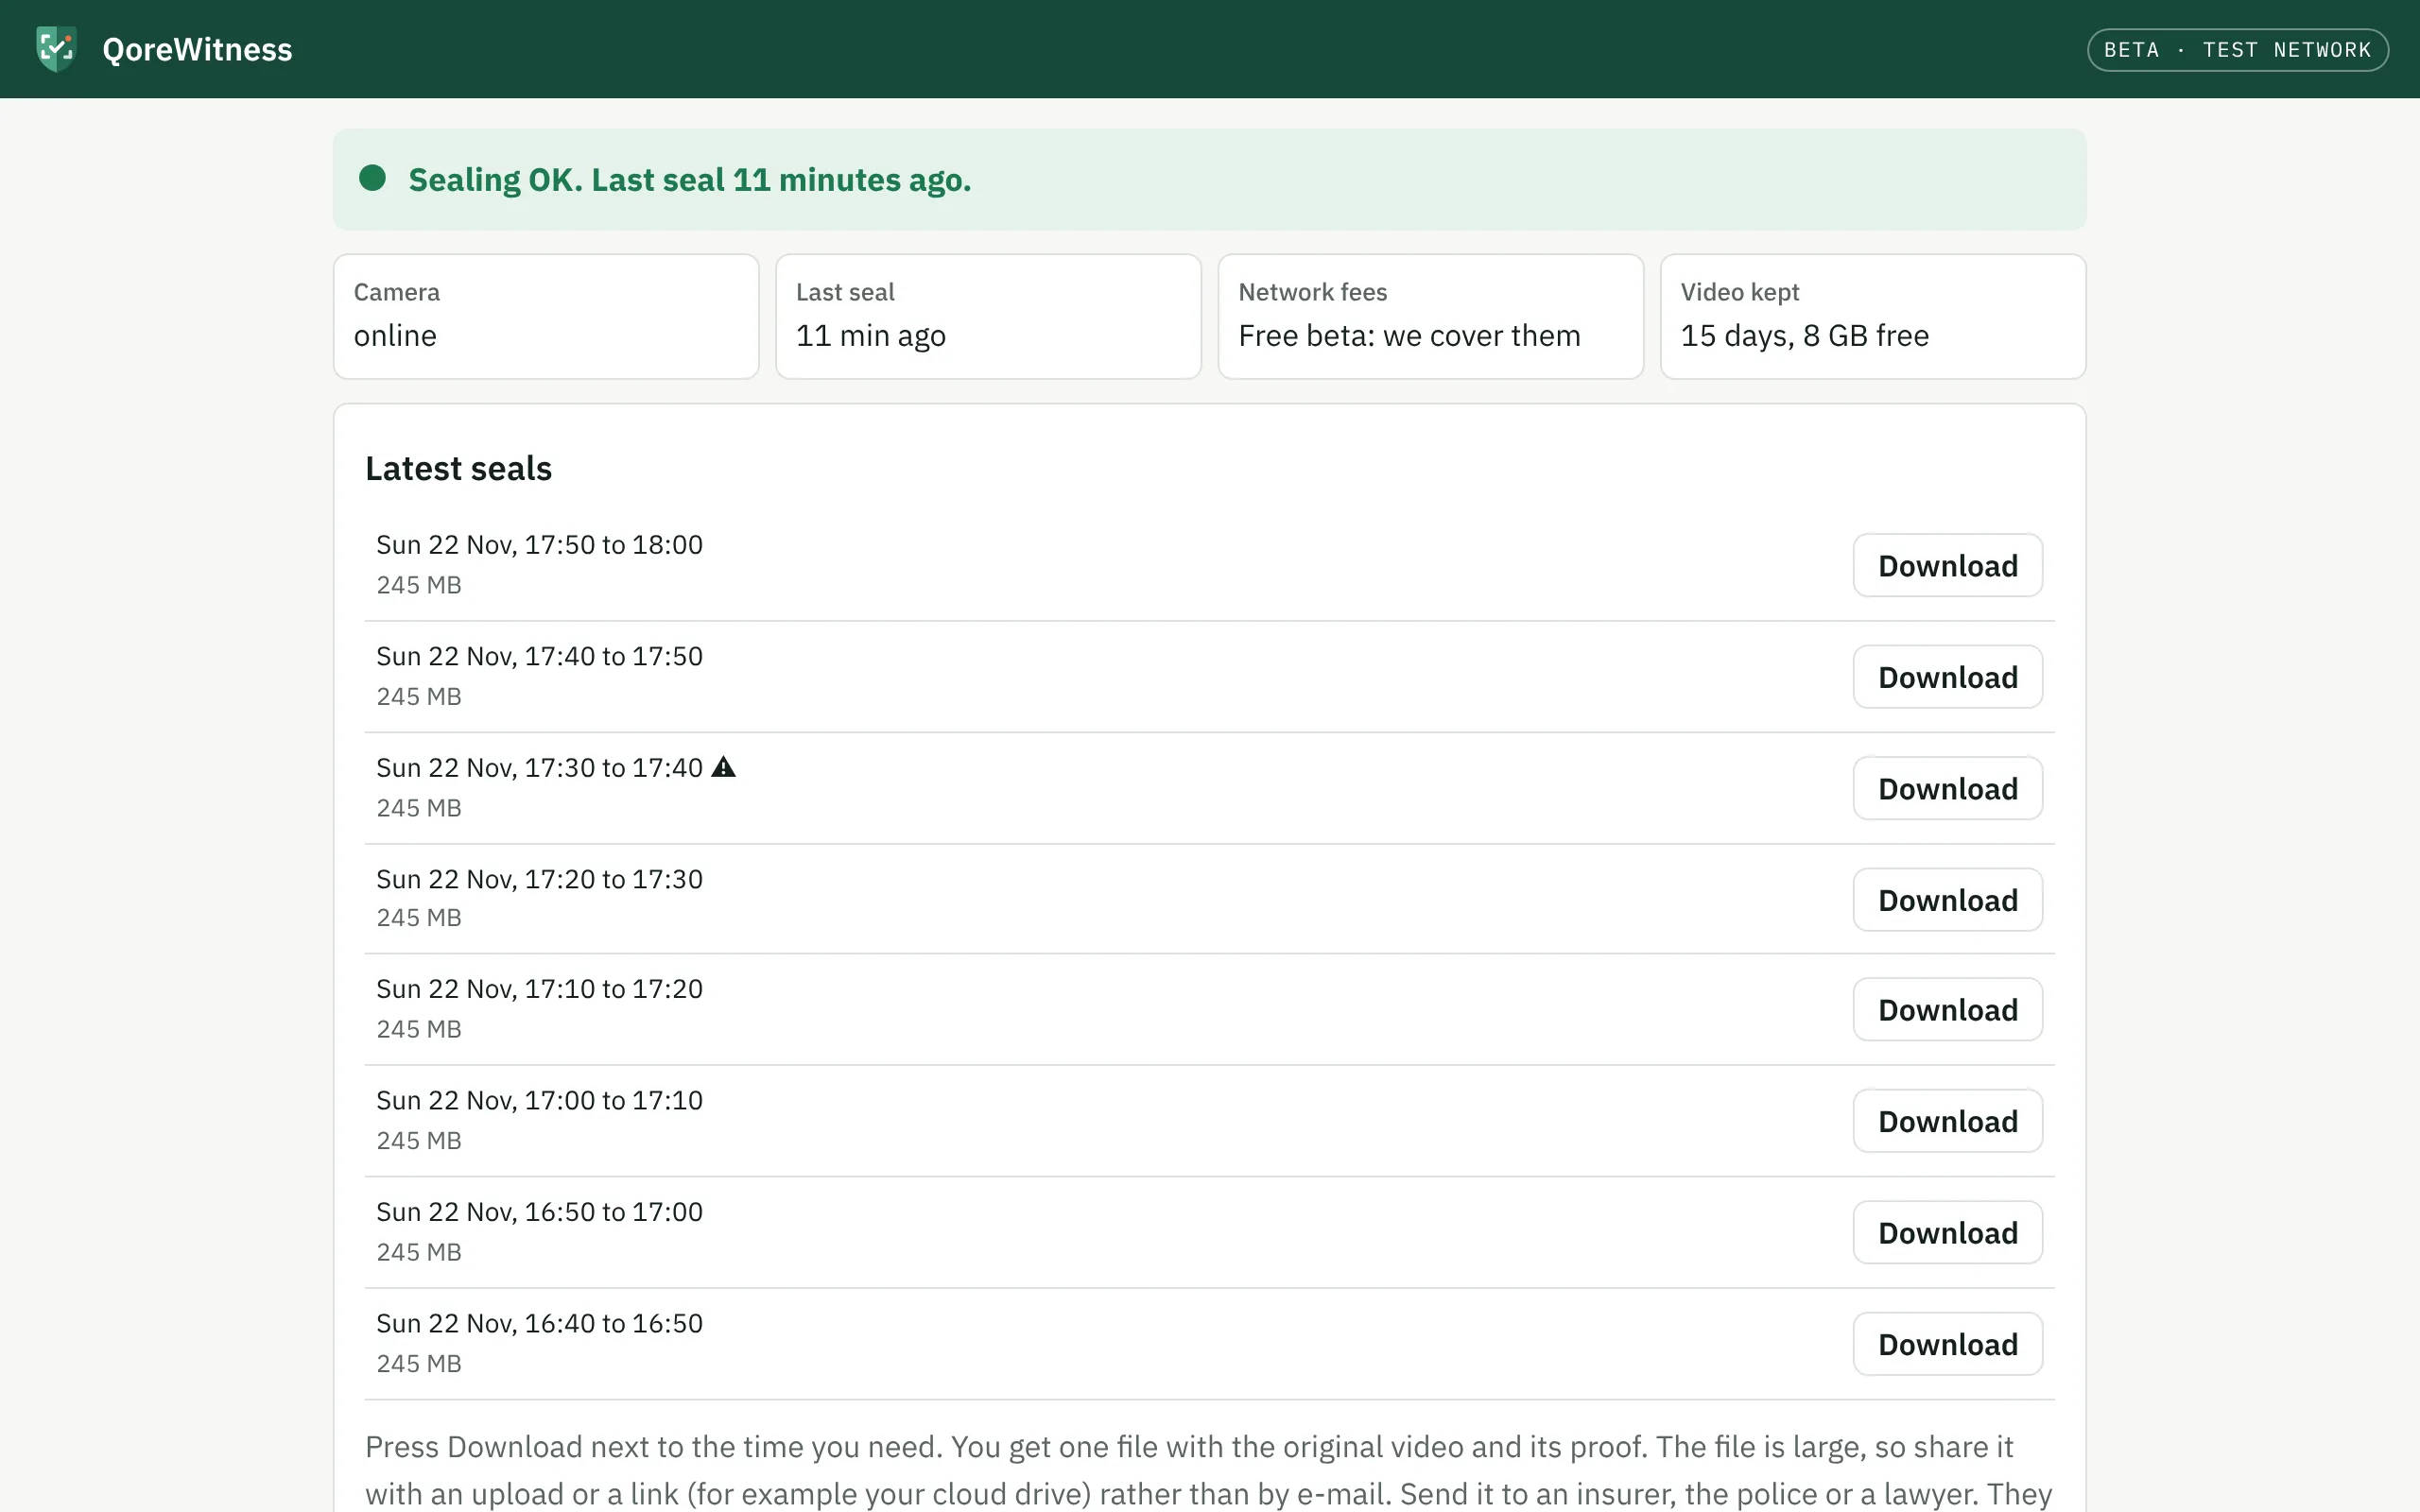 QoreWitness
BETA · TEST NETWORK
Sealing OK. Last seal 11 minutes ago.
Camera
online
Last seal
11 min ago
Network fees
Free beta: we cover them
Video kept
15 days, 8 GB free
Latest seals
Sun 22 Nov, 17:50 to 18:00
245 MB
Download
Sun 22 Nov, 17:40 to 17:50
245 MB
Download
Sun 22 Nov, 17:30 to 17:40 ⚠
245 MB
Download
Sun 22 Nov, 17:20 to 17:30
245 MB
Download
Sun 22 Nov, 17:10 to 17:20
245 MB
Download
Sun 22 Nov, 17:00 to 17:10
245 MB
Download
Sun 22 Nov, 16:50 to 17:00
245 MB
Download
Sun 22 Nov, 16:40 to 16:50
245 MB
Download
Press Download next to the time you need. You get one file with the original video and its proof. The file is large, so share it
with an upload or a link (for example your cloud drive) rather than by e-mail. Send it to an insurer, the police or a lawyer. They